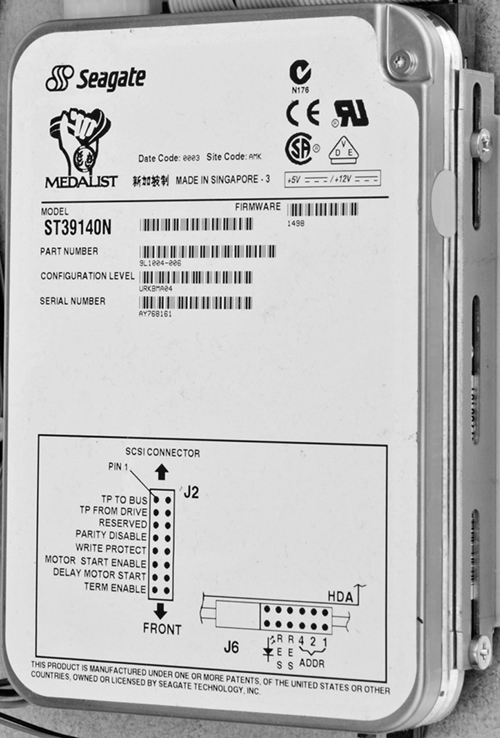 Seagate
N176
MEDALIST
Date Code: 0003 Site Code: AMK
新加坡制 MADE IN SINGAPORE - 3
+5V /+12V
MODEL
ST39140N
FIRMWARE
1498
PART NUMBER
9L1004-006
CONFIGURATION LEVEL
URKBMA04
SERIAL NUMBER
AY768161
SCSI CONNECTOR
PIN 1
J2
TP TO BUS
TP FROM DRIVE
RESERVED
PARITY DISABLE
WRITE PROTECT
MOTOR START ENABLE
DELAY MOTOR START
TERM ENABLE
FRONT
HDA
J6
RES
RES
4 2 1
ADDR
THIS PRODUCT IS MANUFACTURED UNDER ONE OR MORE PATENTS, OF THE UNITED STATES OR OTHER
COUNTRIES, OWNED OR LICENSED BY SEAGATE TECHNOLOGY, INC.